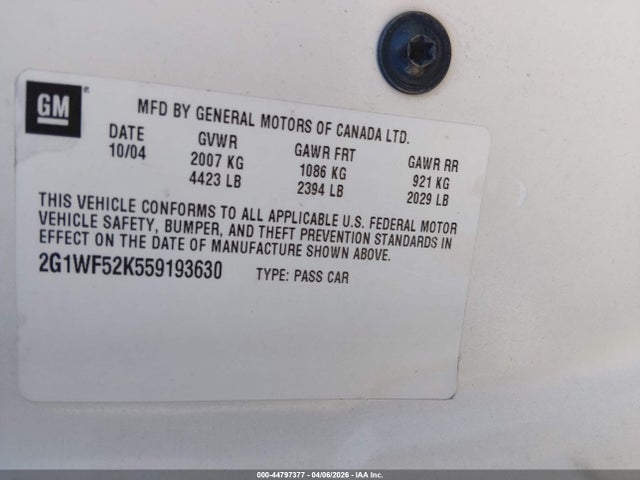 GM ®
MFD BY GENERAL MOTORS OF CANADA LTD.
DATE GVWR GAWR FRT GAWR RR
10/04 2007 KG 1086 KG 921 KG
4423 LB 2394 LB 2029 LB
THIS VEHICLE CONFORMS TO ALL APPLICABLE U.S. FEDERAL MOTOR
VEHICLE SAFETY, BUMPER, AND THEFT PREVENTION STANDARDS IN
EFFECT ON THE DATE OF MANUFACTURE SHOWN ABOVE.
2G1WF52K559193630 TYPE: PASS CAR
000-44797377 - 04/06/2026 - IAA Inc.